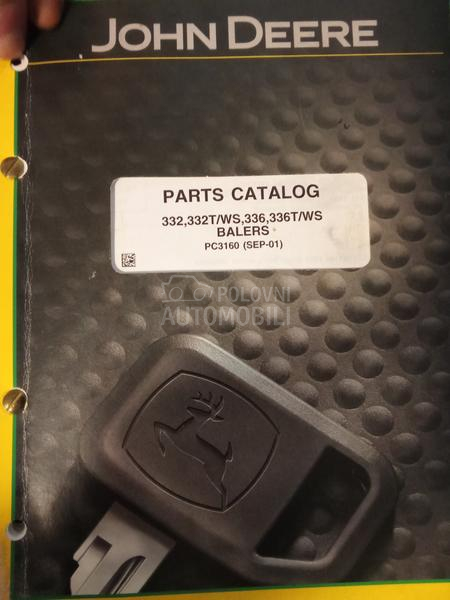 JOHN DEERE
PARTS CATALOG
332,332T/WS,336,336T/WS
BALERS
PC3160 (SEP-01)
POLOVNI
AUTOMOBILI